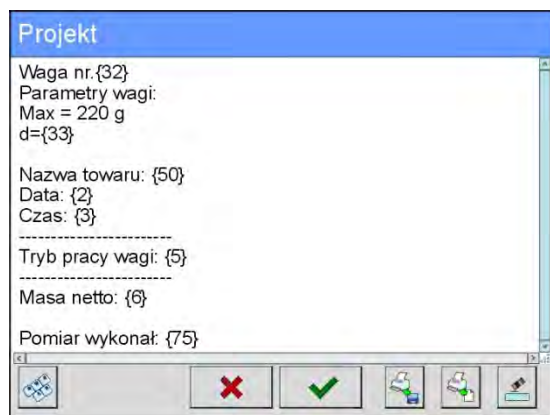 Projekt
Waga nr.{32}
Parametry wagi:
Max = 220 g
d={33}
Nazwa towaru: {50}
Data: {2}
Czas: {3}
------------------------
Tryb pracy wagi: {5}
------------------------
Masa netto: {6}
Pomiar wykonał: {75}